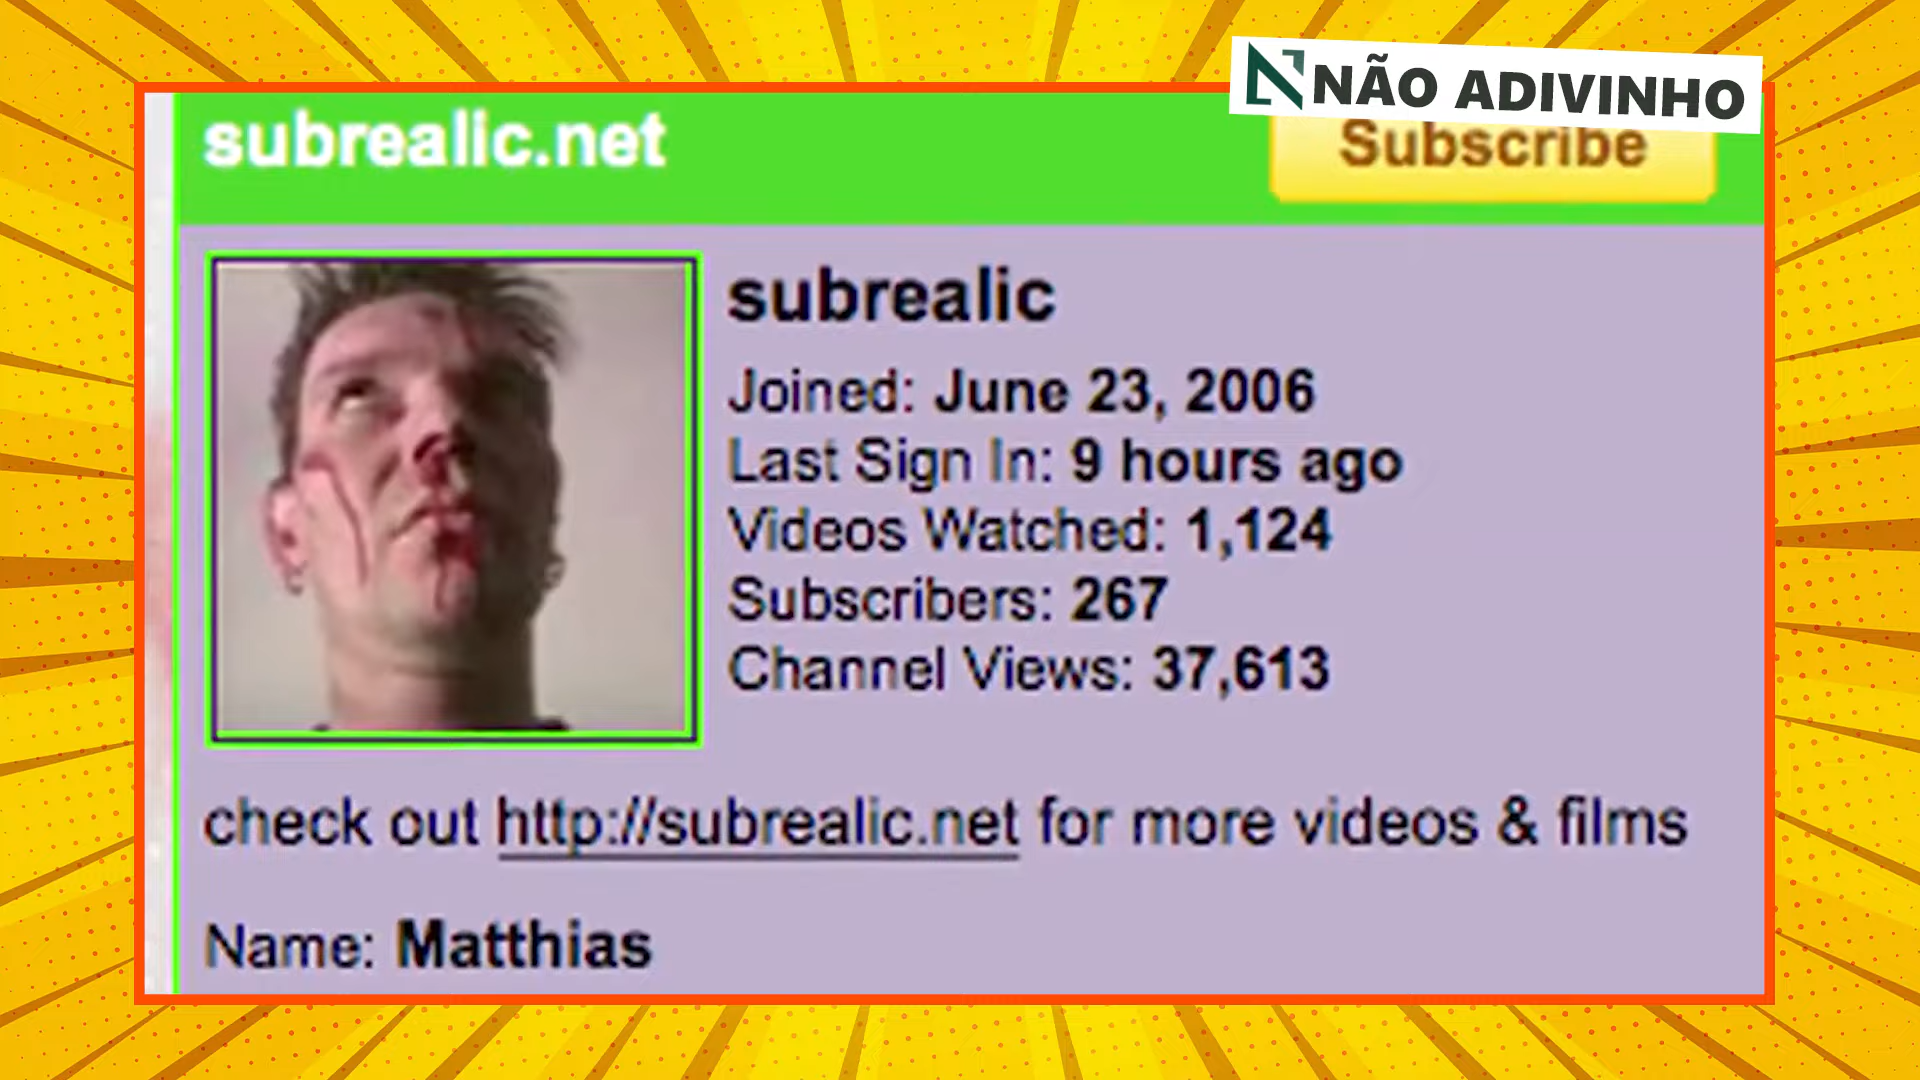 NÃO ADIVINHO
subrealic.net
Subscribe
subrealic
Joined: June 23, 2006
Last Sign In: 9 hours ago
Videos Watched: 1,124
Subscribers: 267
Channel Views: 37,613
check out http://subrealic.net for more videos & films
Name: Matthias